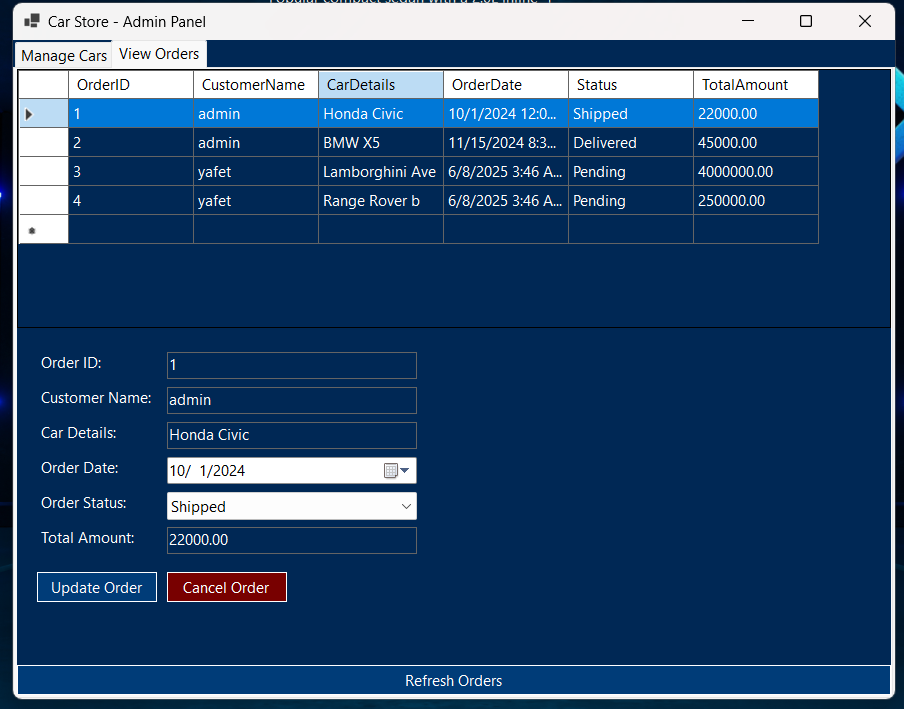 Car Store - Admin Panel
Manage Cars View Orders
OrderID CustomerName CarDetails OrderDate Status TotalAmount
1 admin Honda Civic 10/1/2024 12:0... Shipped 22000.00
2 admin BMW X5 11/15/2024 8:3... Delivered 45000.00
3 yafet Lamborghini Ave 6/8/2025 3:46 A... Pending 4000000.00
4 yafet Range Rover b 6/8/2025 3:46 A... Pending 250000.00
Order ID: 1
Customer Name: admin
Car Details: Honda Civic
Order Date: 10/ 1/2024
Order Status: Shipped
Total Amount: 22000.00
Update Order Cancel Order
Refresh Orders